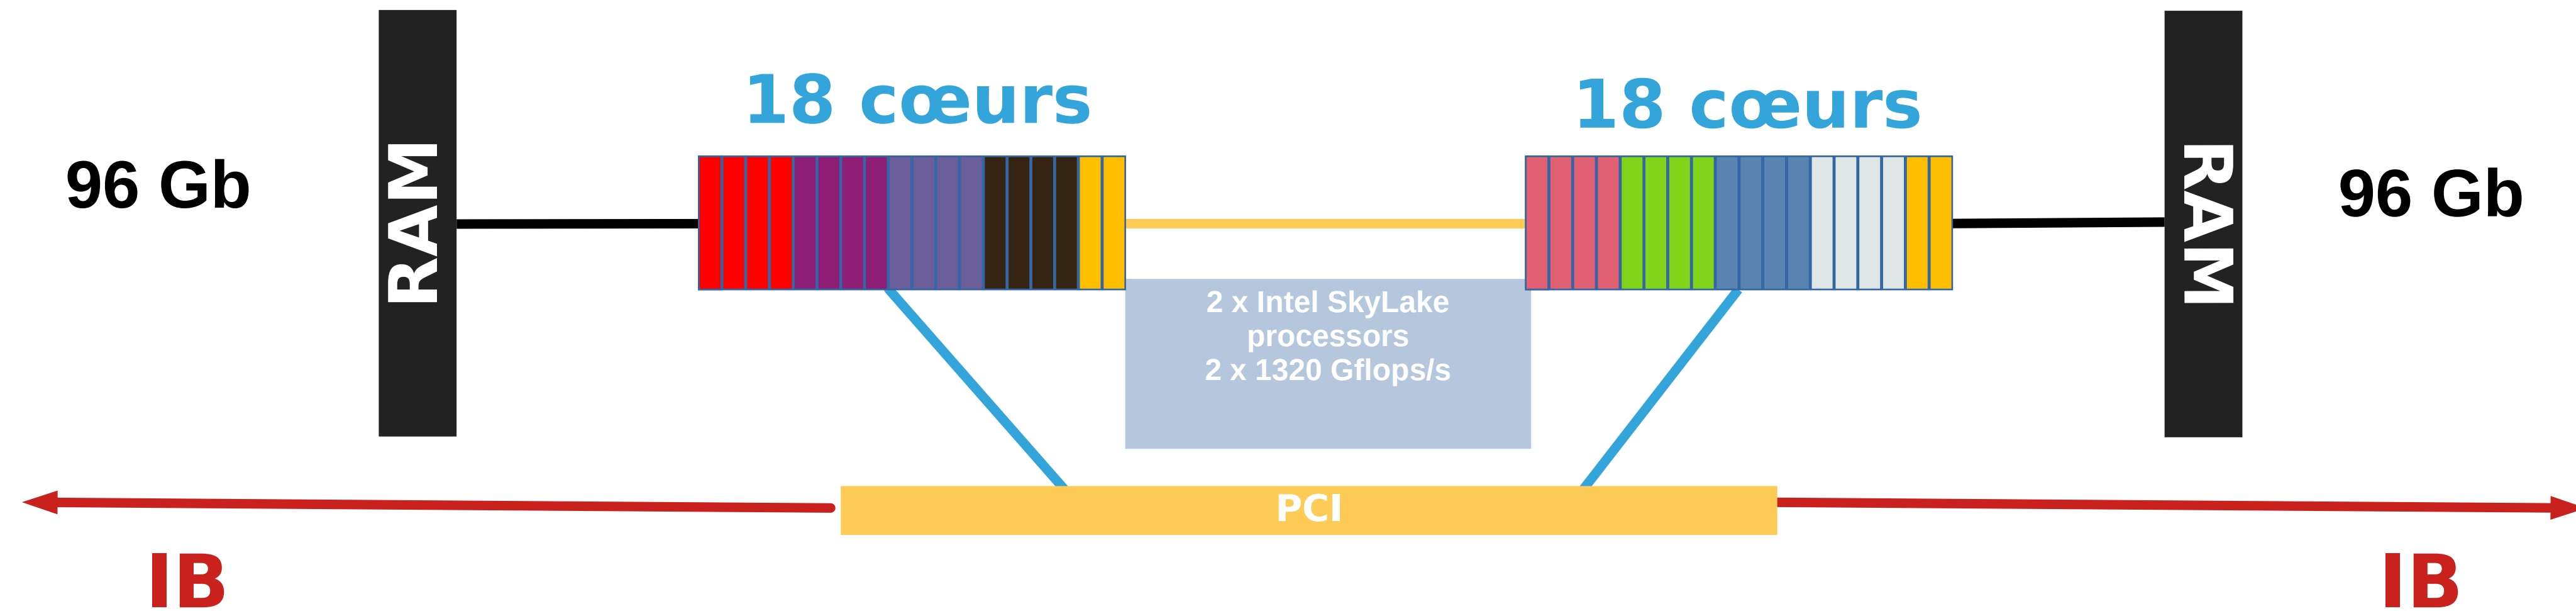 18 cœurs
18 cœurs
96 Gb
RAM
RAM
96 Gb
2 x Intel SkyLake
processors
2 x 1320 Gflops/s
PCI
IB
IB